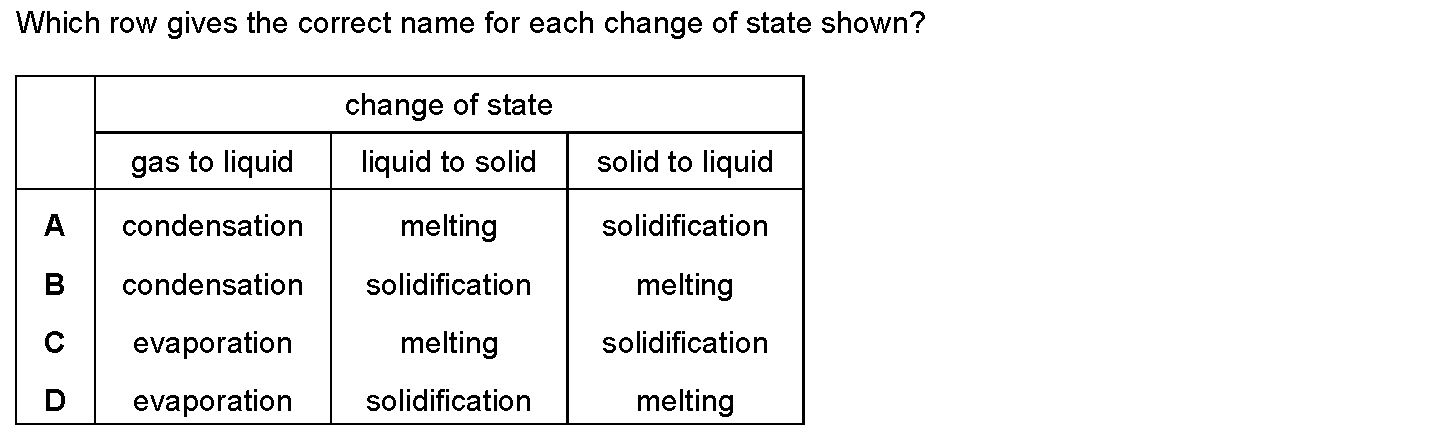 Which row gives the correct name for each change of state shown?
change of state
gas to liquid liquid to solid solid to liquid
A condensation melting solidification
B condensation solidification melting
C evaporation melting solidification
D evaporation solidification melting